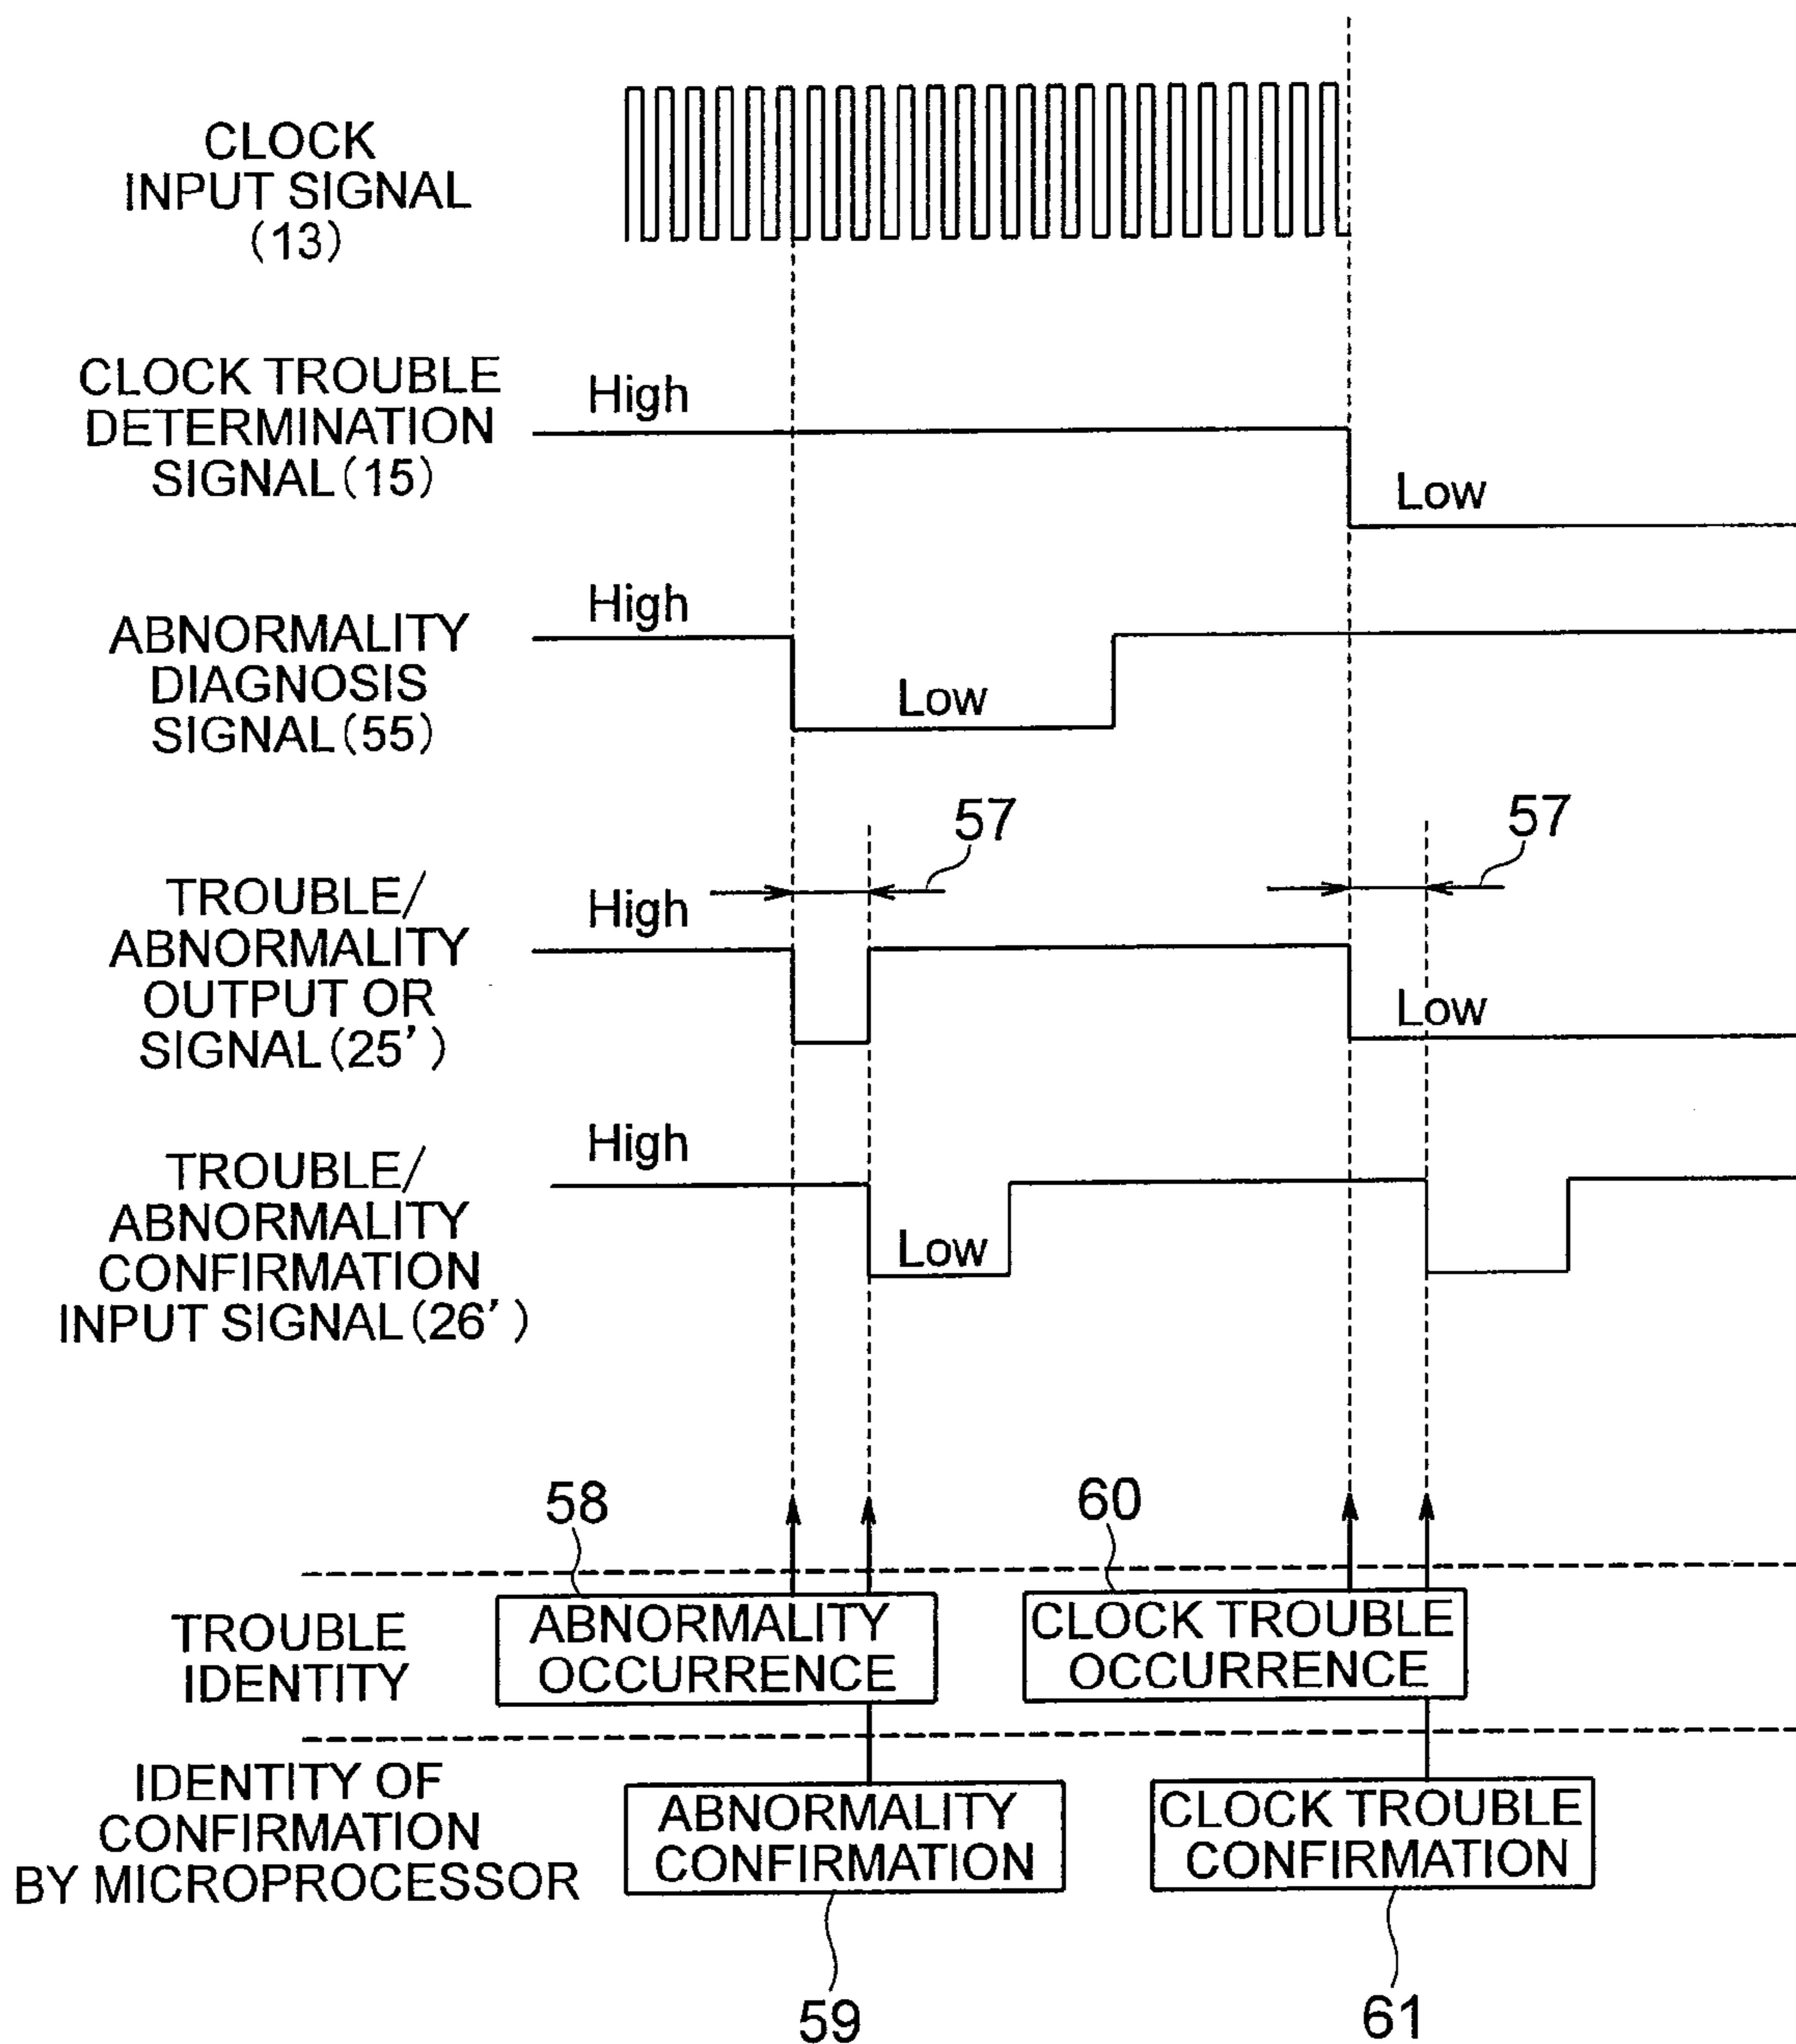 CLOCK
INPUT SIGNAL
(13)
CLOCK TROUBLE
DETERMINATION
SIGNAL(15)
High
Low
ABNORMALITY
DIAGNOSIS
SIGNAL(55)
High
Low
57
57
TROUBLE/
ABNORMALITY
OUTPUT OR
SIGNAL(25')
High
Low
TROUBLE/
ABNORMALITY
CONFIRMATION
INPUT SIGNAL(26')
High
Low
58
60
TROUBLE
IDENTITY
ABNORMALITY
OCCURRENCE
CLOCK TROUBLE
OCCURRENCE
IDENTITY OF
CONFIRMATION
BY MICROPROCESSOR
ABNORMALITY
CONFIRMATION
CLOCK TROUBLE
CONFIRMATION
59
61